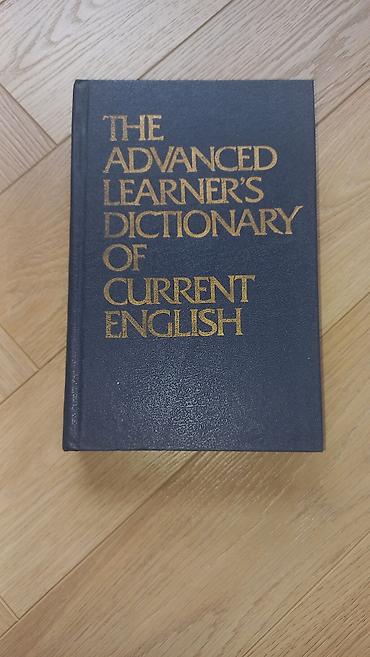 THE
ADVANCED
LEARNER'S
DICTIONARY
OF
CURRENT
ENGLISH